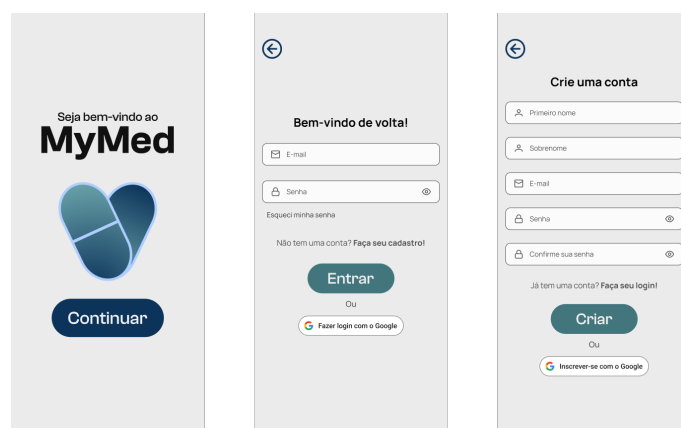 Seja bem-vindo ao
MyMed
Continuar
Bem-vindo de volta!
E-mail
Senha
Esqueci minha senha
Não tem uma conta? Faça seu cadastro!
Entrar
Ou
Fazer login com o Google
Crie uma conta
Primeiro nome
Sobrenome
E-mail
Senha
Confirme sua senha
Já tem uma conta? Faça seu login!
Criar
Ou
Inscrever-se com o Google